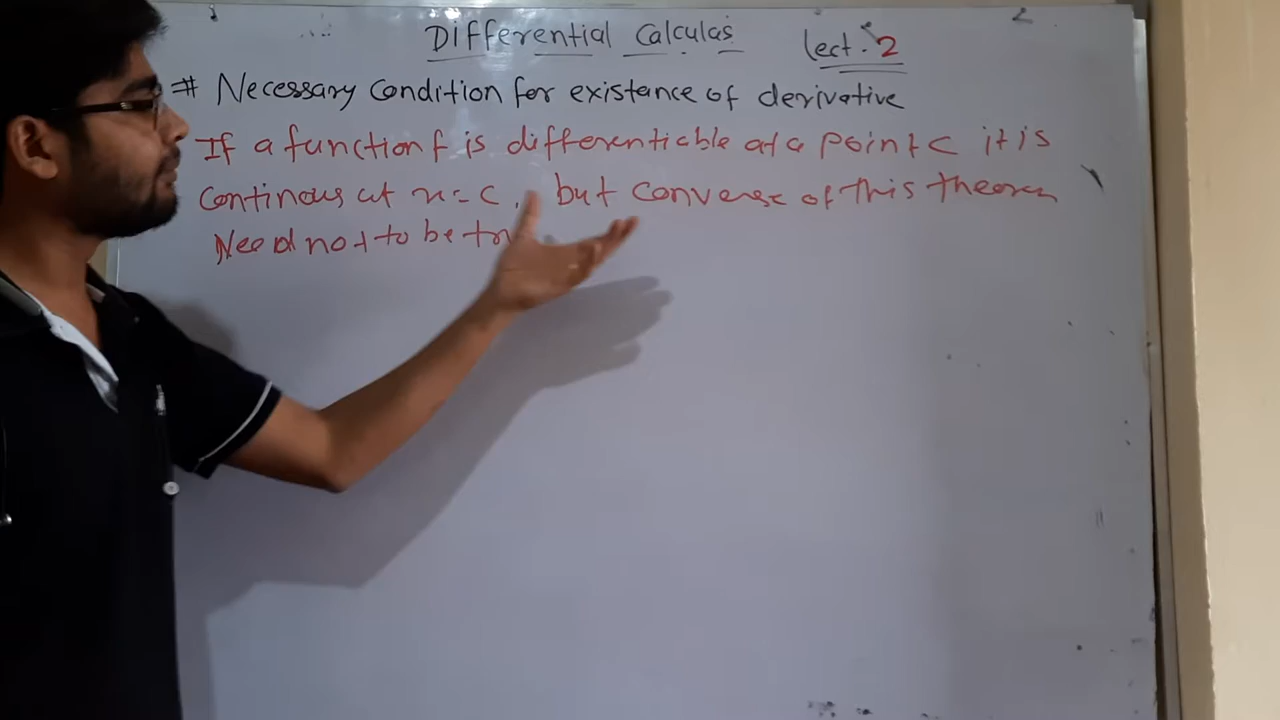 Differential Calculas Lect. 2
# Necessary Condition for existance of derivative
If a function f is differentiable at a point c it is
Continous at x = c, but converse of this theorem
Need not to be